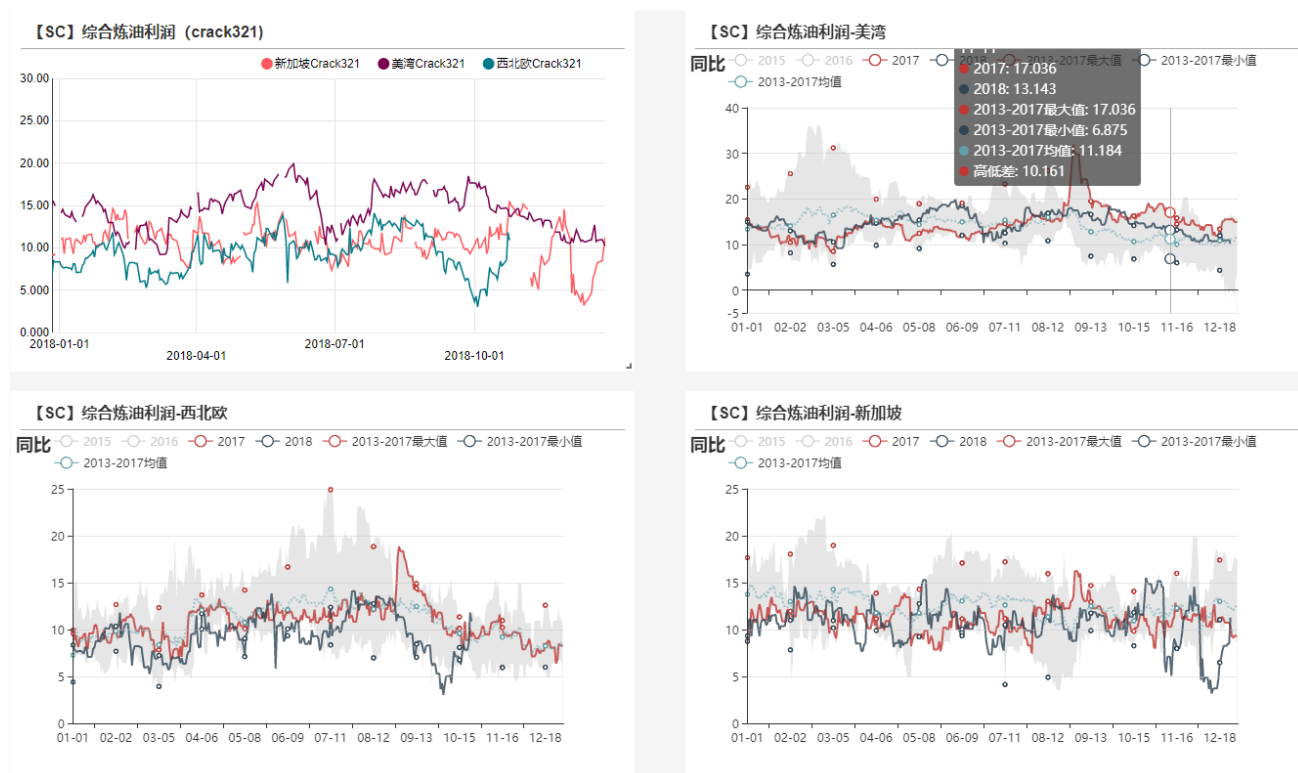 【SC】综合炼油利润（crack321）
新加坡Crack321 美湾Crack321 西北欧Crack321
30.00
25.00
20.00
15.00
10.00
5.000
0.000
2018-01-01 2018-04-01 2018-07-01 2018-10-01
【SC】综合炼油利润-美湾
同比 2015 2016 2017 2018 2013-2017最大值 2013-2017最小值
2013-2017均值
2017: 17.036
2018: 13.143
2013-2017最大值: 17.036
2013-2017最小值: 6.875
2013-2017均值: 11.184
高低差: 10.161
40
30
20
10
0
-5
01-01 02-02 03-05 04-06 05-08 06-09 07-11 08-12 09-13 10-15 11-16 12-18
【SC】综合炼油利润-西北欧
同比 2015 2016 2017 2018 2013-2017最大值 2013-2017最小值
2013-2017均值
25
20
15
10
5
0
01-01 02-02 03-05 04-06 05-08 06-09 07-11 08-12 09-13 10-15 11-16 12-18
【SC】综合炼油利润-新加坡
同比 2015 2016 2017 2018 2013-2017最大值 2013-2017最小值
2013-2017均值
25
20
15
10
5
0
01-01 02-02 03-05 04-06 05-08 06-09 07-11 08-12 09-13 10-15 11-16 12-18